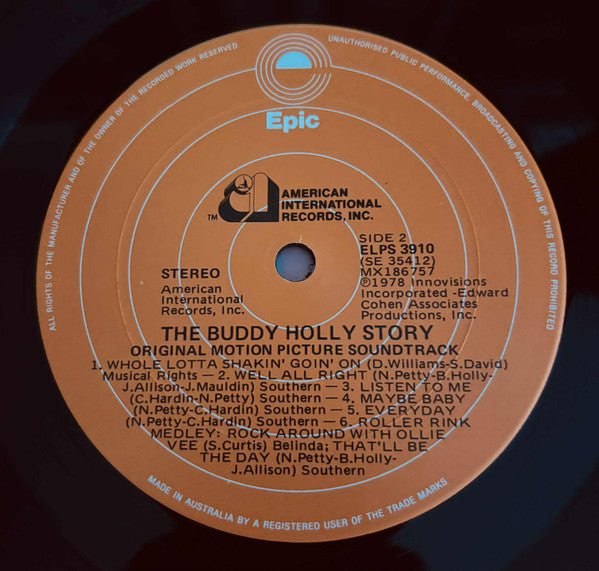 ALL RIGHTS OF THE MANUFACTURER AND OF THE OWNER OF THE RECORDED WORK RESERVED
UNAUTHORISED PUBLIC PERFORMANCE, BROADCASTING AND COPYING OF THIS RECORD PROHIBITED
Epic
TM
AMERICAN
INTERNATIONAL
RECORDS, INC.
STEREO
American
International
Records, Inc.
SIDE 2
ELPS 3910
(SE 35412)
MX186757
℗1978 Innovisions
Incorporated -Edward
Cohen Associates
Productions, Inc.
THE BUDDY HOLLY STORY
ORIGINAL MOTION PICTURE SOUNDTRACK
1. WHOLE LOTTA SHAKIN' GOIN' ON (D.Williams-S.David)
Musical Rights — 2. WELL ALL RIGHT (N.Petty-B.Holly-
J.Allison-J.Mauldin) Southern — 3. LISTEN TO ME
(C.Hardin-N.Petty) Southern — 4. MAYBE BABY
(N.Petty-C.Hardin) Southern — 5. EVERYDAY
(N.Petty-C.Hardin) Southern — 6. ROLLER RINK
MEDLEY: ROCK AROUND WITH OLLIE
VEE (S.Curtis) Belinda; THAT'LL BE
THE DAY (N.Petty-B.Holly-
J.Allison) Southern
MADE IN AUSTRALIA BY A REGISTERED USER OF THE TRADE MARKS